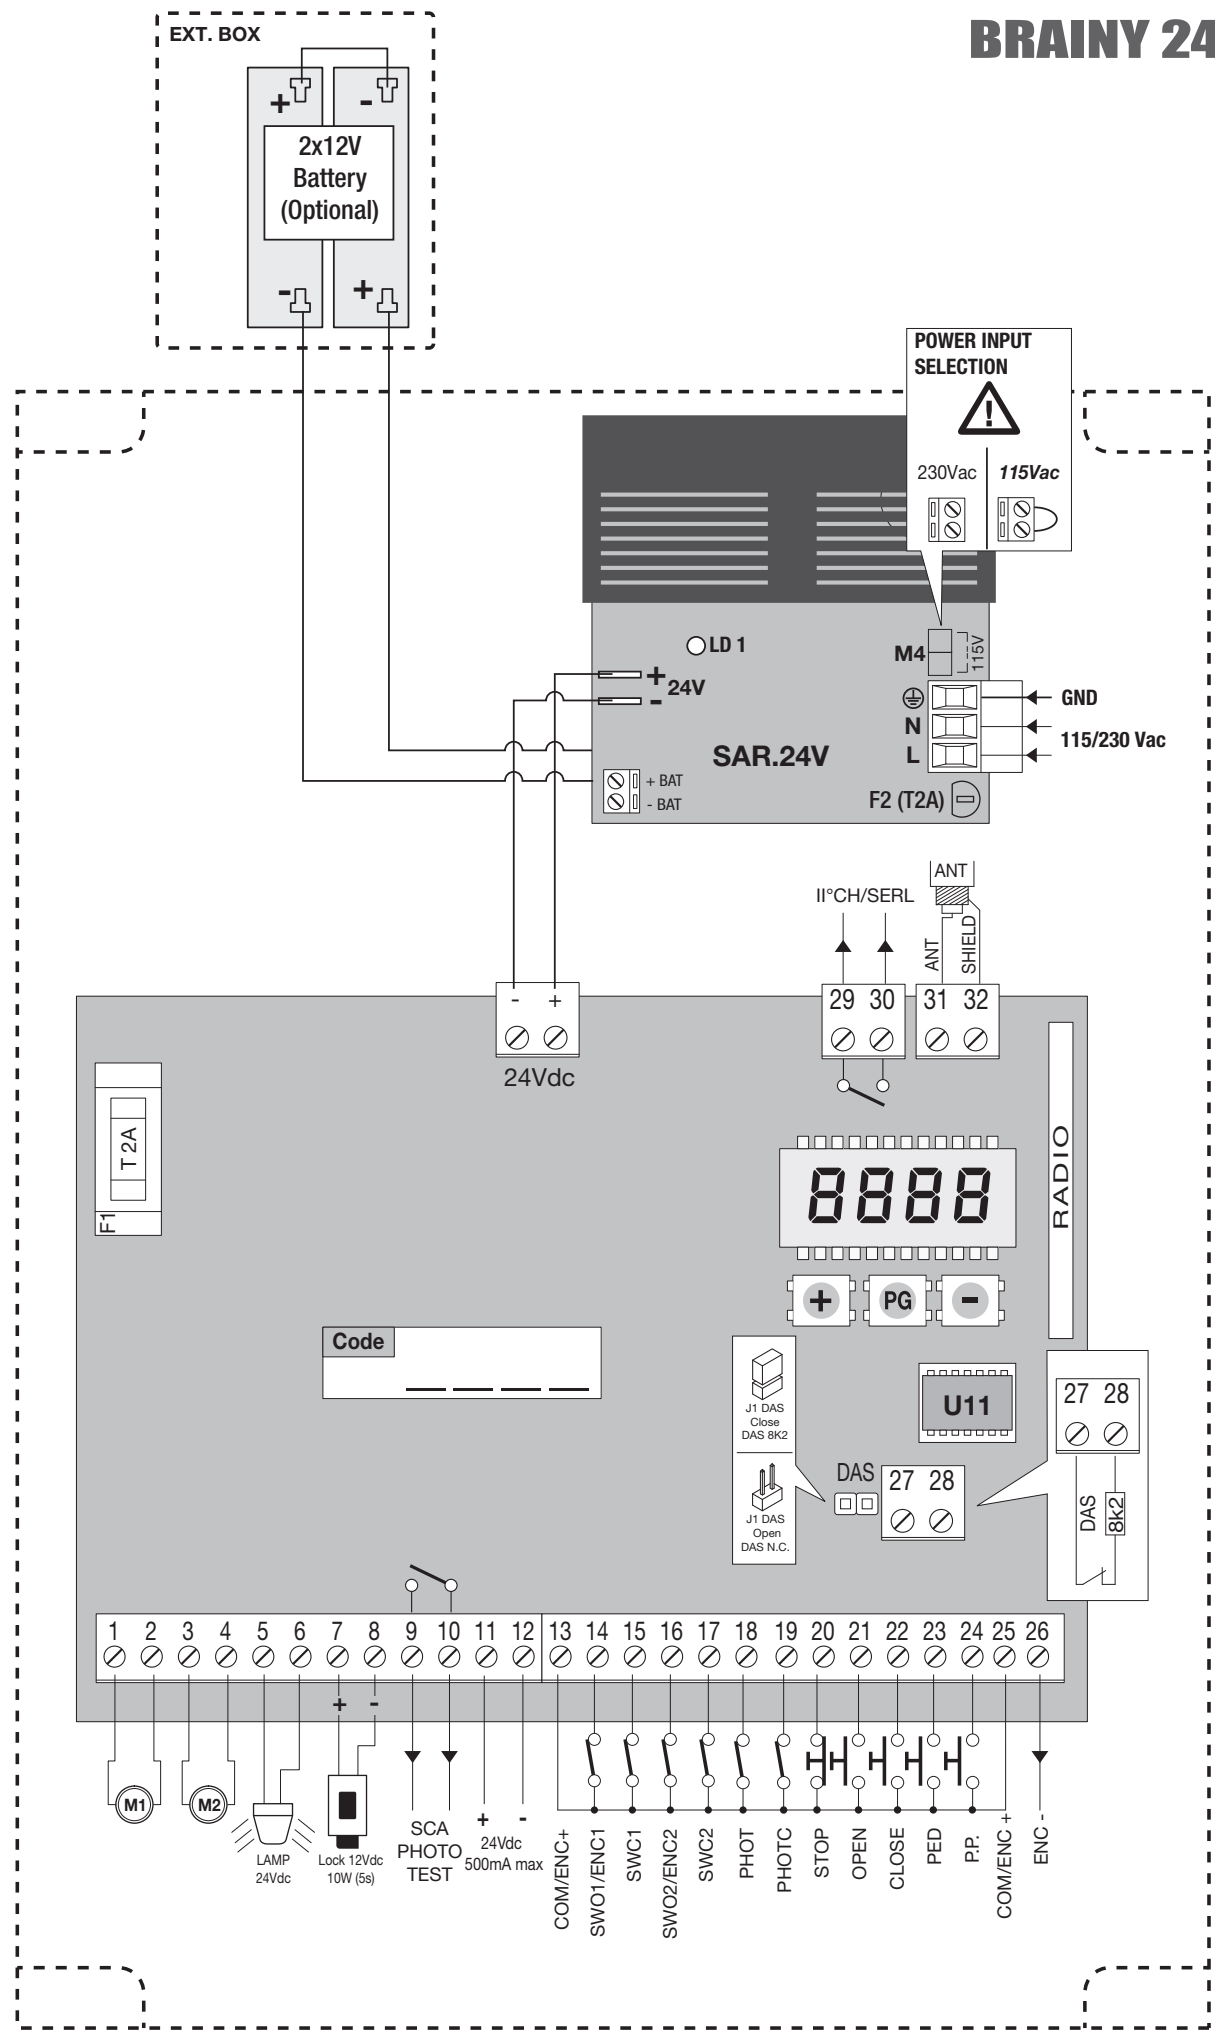 EXT. BOX
BRAINY 24
+
-
2x12V
Battery
(Optional)
-
+
POWER INPUT
SELECTION
!
230Vac
115Vac
LD 1
M4
115V
+
-
24V
GND
N
L
115/230 Vac
SAR.24V
+ BAT
- BAT
F2 (T2A)
ANT
II°CH/SERL
ANT
SHIELD
- +
29 30
31 32
24Vdc
T 2A
F1
RADIO
8888
+
PG
-
Code
J1 DAS
Close
DAS 8K2
J1 DAS
Open
DAS N.C.
U11
DAS
27 28
27 28
DAS
8k2
1 2 3 4 5 6 7 8 9 10 11 12 13 14 15 16 17 18 19 20 21 22 23 24 25 26
+ -
M1
M2
LAMP
24Vdc
Lock 12Vdc
10W (5s)
SCA
PHOTO
TEST
+ -
24Vdc
500mA max
COM/ENC+
SWO1/ENC1
SWC1
SWO2/ENC2
SWC2
PHOT
PHOTC
STOP
OPEN
CLOSE
PED
P.P.
COM/ENC +
ENC -